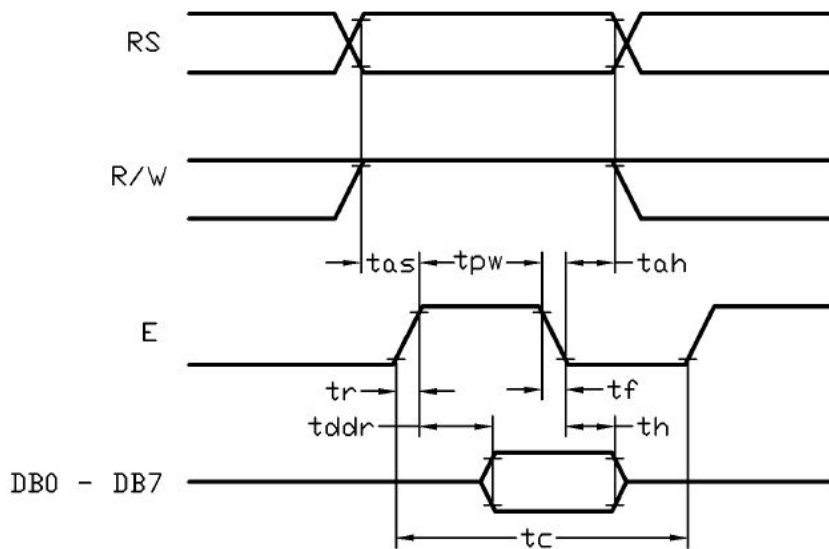 RS
R/W
tas tpw tah
E
tr tf
tddr th
DB0 - DB7
tc